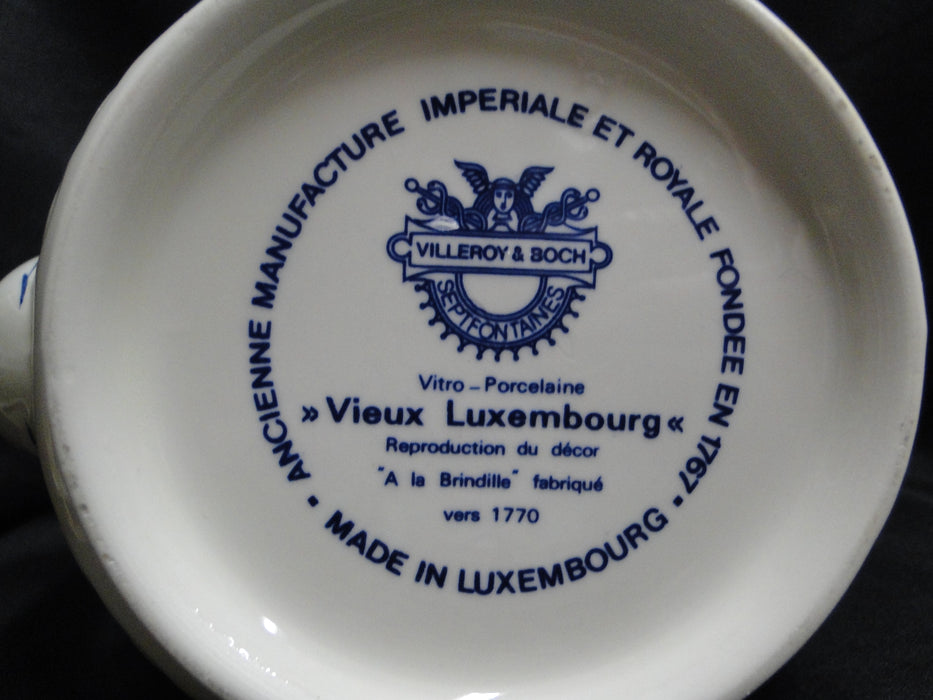 ANCIENNE MANUFACTURE IMPERIALE ET ROYALE FONDEE EN 1767 •
VILLEROY & BOCH
SEPTFONTAINES
Vitro - Porcelaine
» Vieux Luxembourg «
Reproduction du décor
"A la Brindille" fabriqué
vers 1770
• MADE IN LUXEMBOURG